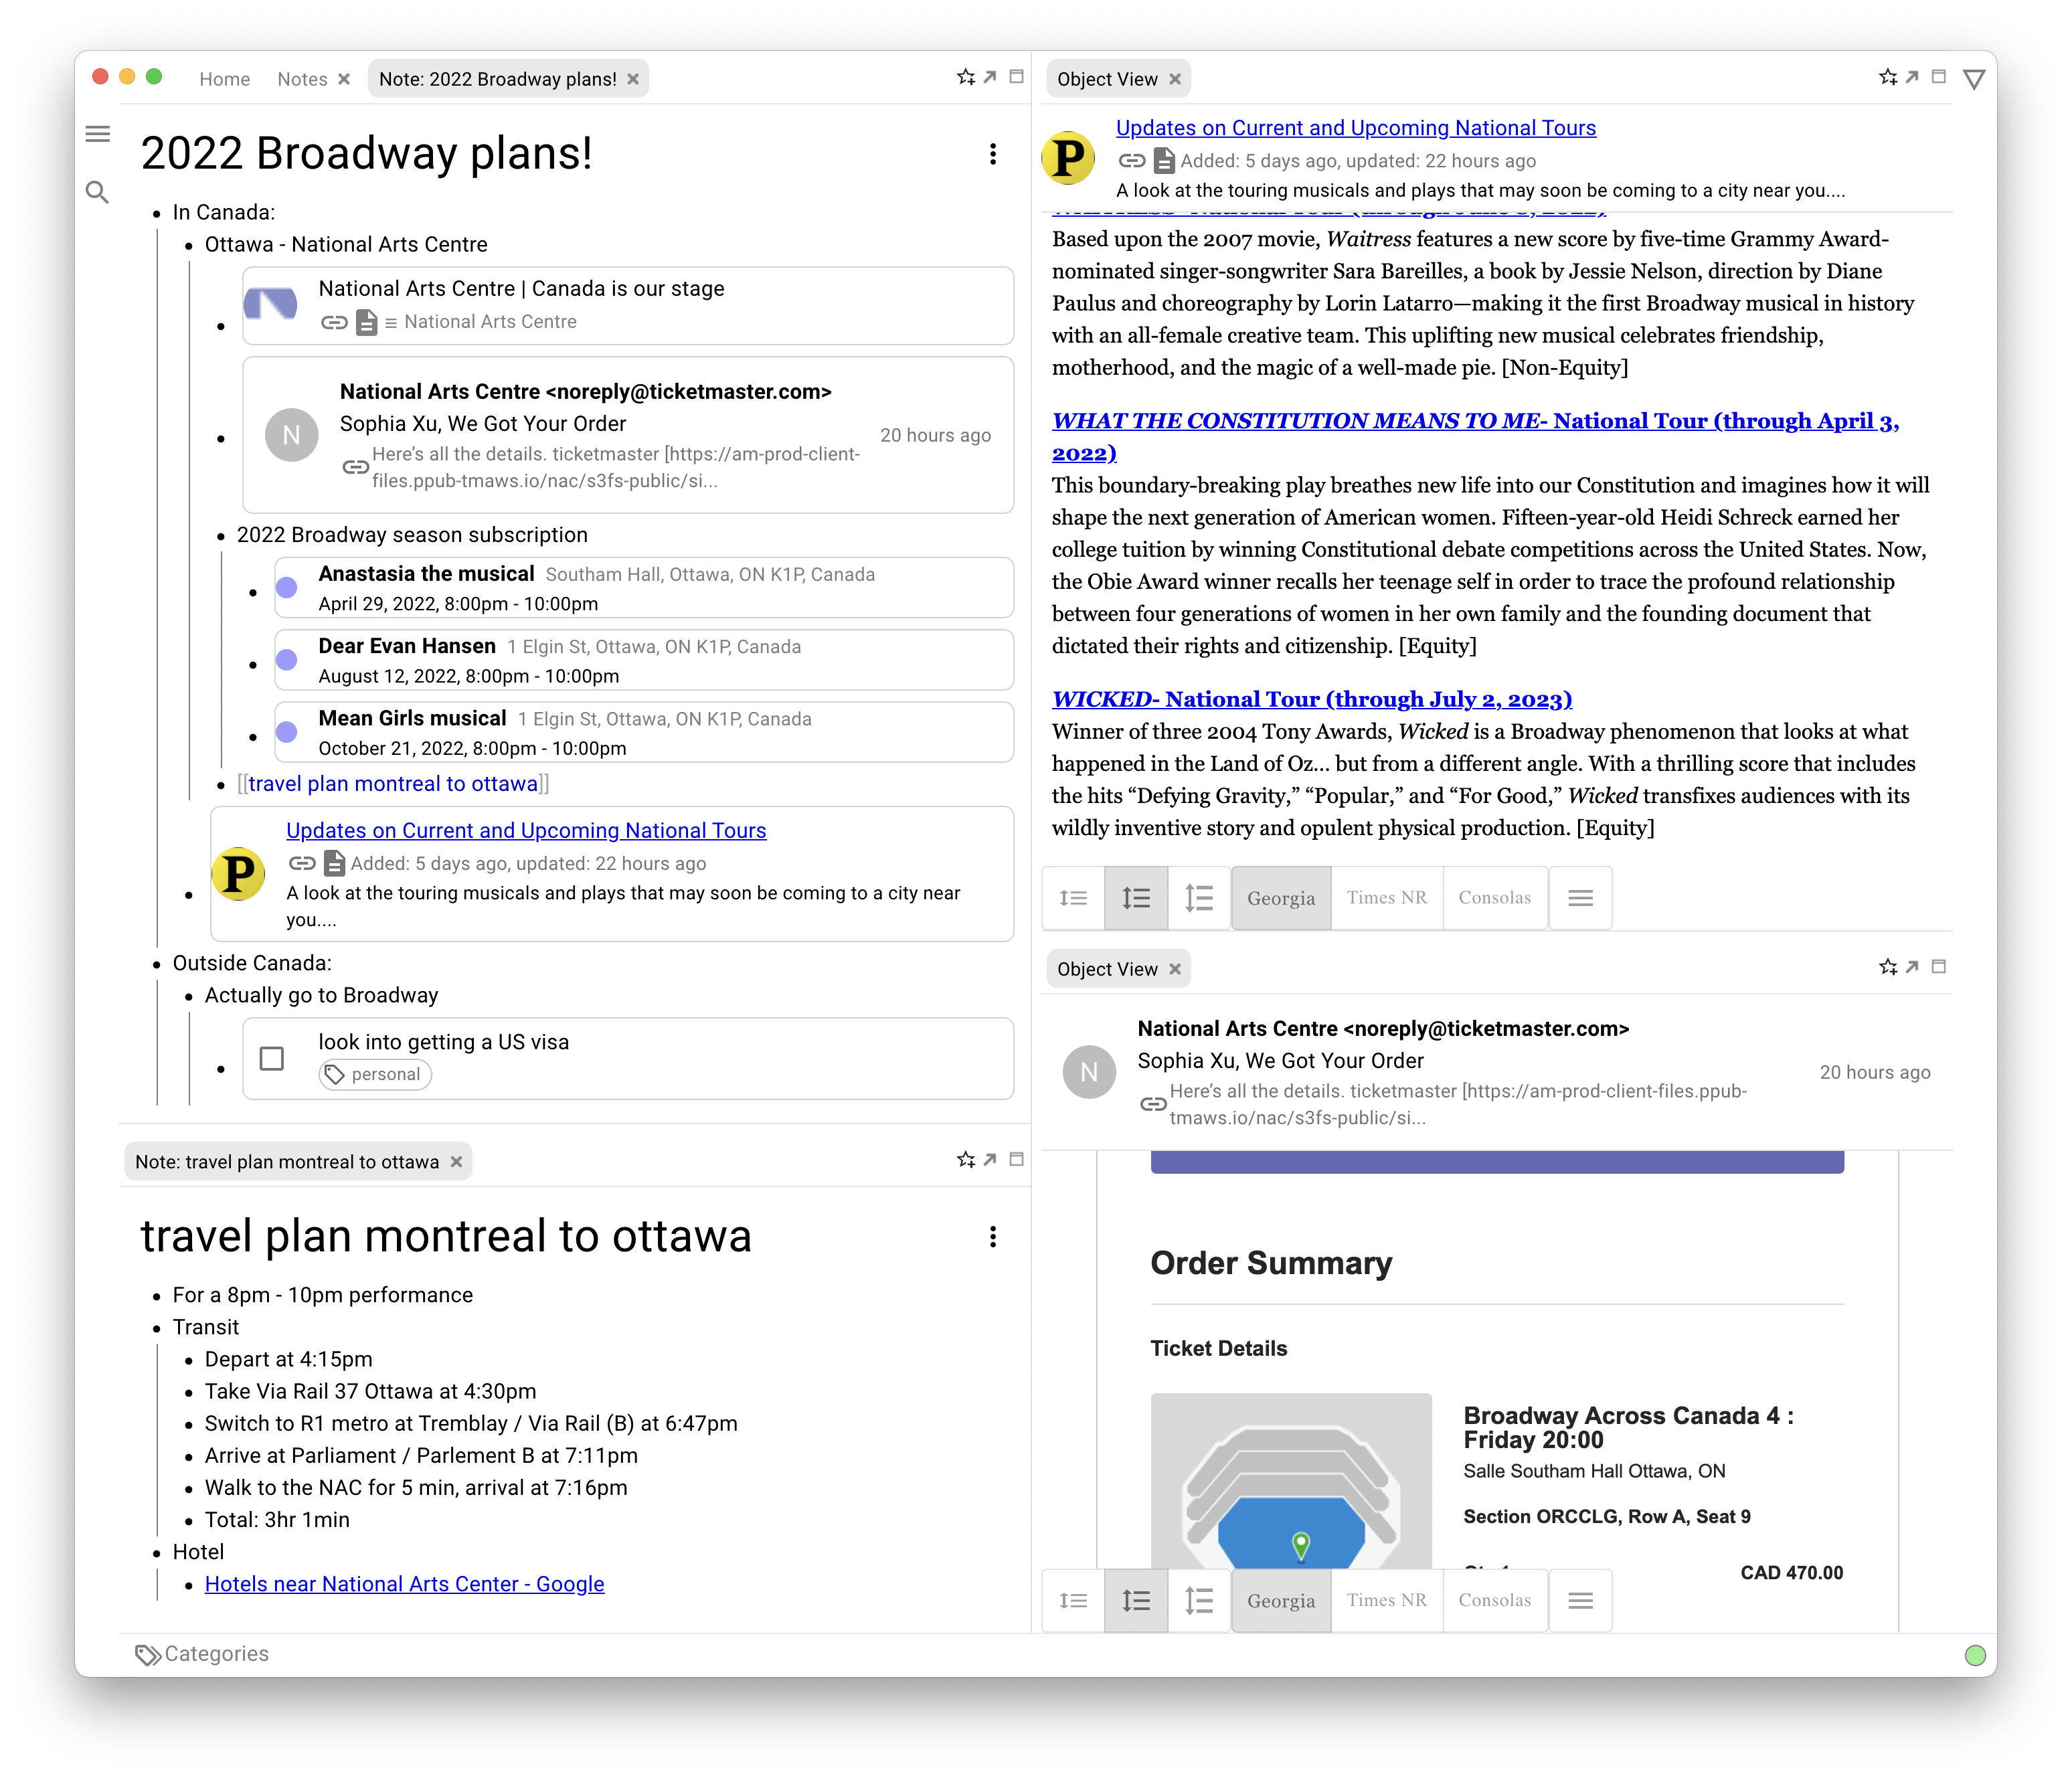 Home
Notes
Note: 2022 Broadway plans!
2022 Broadway plans!
In Canada:
Ottawa - National Arts Centre
National Arts Centre | Canada is our stage
National Arts Centre
National Arts Centre <noreply@ticketmaster.com>
N
Sophia Xu, We Got Your Order
20 hours ago
Here’s all the details. ticketmaster [https://am-prod-client-
files.ppub-tmaws.io/nac/s3fs-public/si...
2022 Broadway season subscription
Anastasia the musical Southam Hall, Ottawa, ON K1P, Canada
April 29, 2022, 8:00pm - 10:00pm
Dear Evan Hansen 1 Elgin St, Ottawa, ON K1P, Canada
August 12, 2022, 8:00pm - 10:00pm
Mean Girls musical 1 Elgin St, Ottawa, ON K1P, Canada
October 21, 2022, 8:00pm - 10:00pm
[[travel plan montreal to ottawa]]
Updates on Current and Upcoming National Tours
P
Added: 5 days ago, updated: 22 hours ago
A look at the touring musicals and plays that may soon be coming to a city near
you....
Outside Canada:
Actually go to Broadway
look into getting a US visa
personal
Note: travel plan montreal to ottawa
travel plan montreal to ottawa
For a 8pm - 10pm performance
Transit
Depart at 4:15pm
Take Via Rail 37 Ottawa at 4:30pm
Switch to R1 metro at Tremblay / Via Rail (B) at 6:47pm
Arrive at Parliament / Parlement B at 7:11pm
Walk to the NAC for 5 min, arrival at 7:16pm
Total: 3hr 1min
Hotel
Hotels near National Arts Center - Google
Categories
Object View
Updates on Current and Upcoming National Tours
P
Added: 5 days ago, updated: 22 hours ago
A look at the touring musicals and plays that may soon be coming to a city near you....
WAITRESS- National Tour (through June 5, 2022)
Based upon the 2007 movie, Waitress features a new score by five-time Grammy Award-
nominated singer-songwriter Sara Bareilles, a book by Jessie Nelson, direction by Diane
Paulus and choreography by Lorin Latarro—making it the first Broadway musical in history
with an all-female creative team. This uplifting new musical celebrates friendship,
motherhood, and the magic of a well-made pie. [Non-Equity]
WHAT THE CONSTITUTION MEANS TO ME- National Tour (through April 3,
2022)
This boundary-breaking play breathes new life into our Constitution and imagines how it will
shape the next generation of American women. Fifteen-year-old Heidi Schreck earned her
college tuition by winning Constitutional debate competitions across the United States. Now,
the Obie Award winner recalls her teenage self in order to trace the profound relationship
between four generations of women in her own family and the founding document that
dictated their rights and citizenship. [Equity]
WICKED- National Tour (through July 2, 2023)
Winner of three 2004 Tony Awards, Wicked is a Broadway phenomenon that looks at what
happened in the Land of Oz... but from a different angle. With a thrilling score that includes
the hits “Defying Gravity,” “Popular,” and “For Good,” Wicked transfixes audiences with its
wildly inventive story and opulent physical production. [Equity]
Georgia
Times NR
Consolas
Object View
National Arts Centre <noreply@ticketmaster.com>
N
Sophia Xu, We Got Your Order
20 hours ago
Here’s all the details. ticketmaster [https://am-prod-client-files.ppub-
tmaws.io/nac/s3fs-public/si...
Order Summary
Ticket Details
Broadway Across Canada 4 :
Friday 20:00
Salle Southam Hall Ottawa, ON
Section ORCCLG, Row A, Seat 9
CAD 470.00
Georgia
Times NR
Consolas